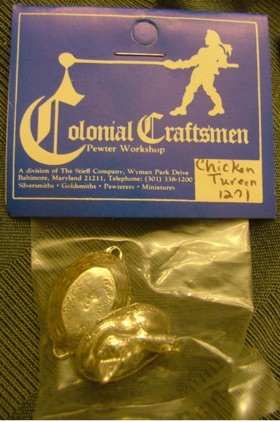 Colonial Craftsmen
Pewter Workshop
A division of The Stieff Company, Wyman Park Drive
Baltimore, Maryland 21211, Telephone: (301) 338-1200
Silversmiths • Goldsmiths • Pewterers • Miniatures
Chicken
Tureen
1271